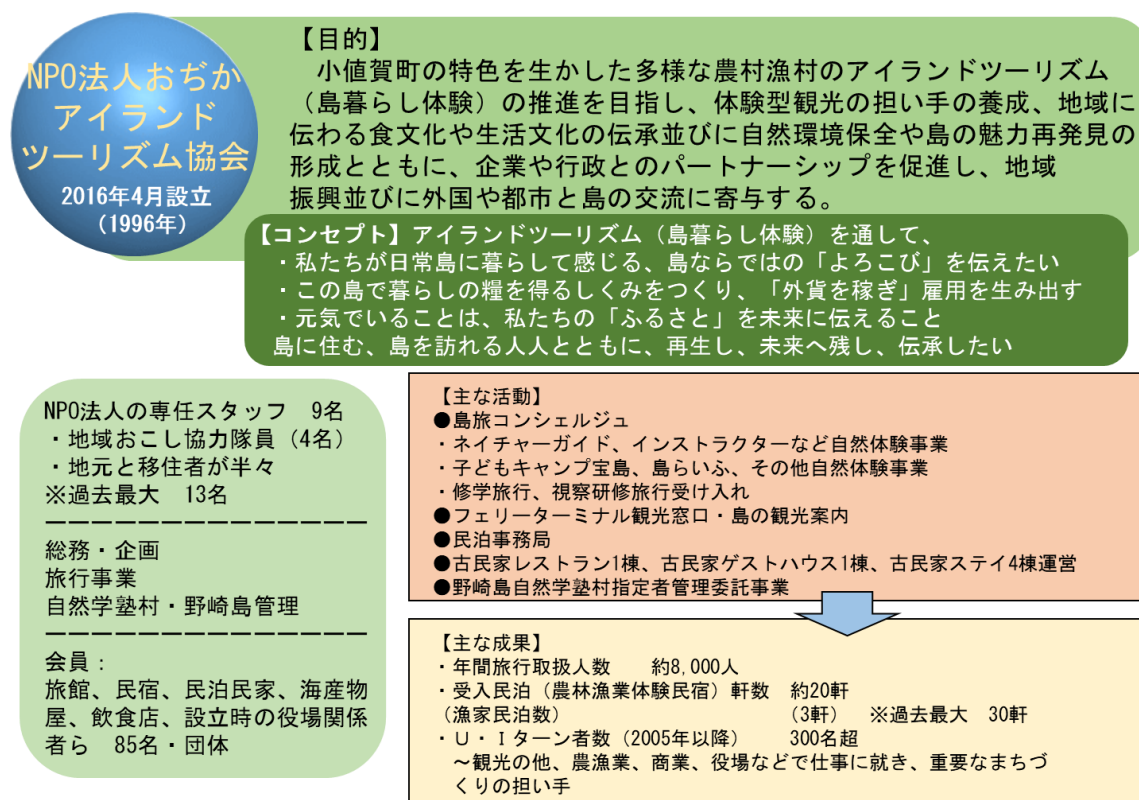 NPO法人おぢか
アイランド
ツーリズム協会
2016年4月設立
(1996年)
【目的】
小値賀町の特色を生かした多様な農村漁村のアイランドツーリズム
(島暮らし体験)の推進を目指し、体験型観光の担い手の養成、地域に
伝わる食文化や生活文化の伝承並びに自然環境保全や島の魅力再発見の
形成とともに、企業や行政とのパートナーシップを促進し、地域
振興並びに外国や都市と島の交流に寄与する。
【コンセプト】アイランドツーリズム(島暮らし体験)を通して、
・私たちが日常島に暮らして感じる、島ならではの「よろこび」を伝えたい
・この島で暮らしの糧を得るしくみをつくり、「外貨を稼ぎ」雇用を生み出す
・元気でいることは、私たちの「ふるさと」を未来に伝えること
島に住む、島を訪れる人人とともに、再生し、未来へ残し、伝承したい
NPO法人の専任スタッフ 9名
・地域おこし協力隊員(4名)
・地元と移住者が半々
※過去最大 13名
ーーーーーーーーーーーーーーー
総務・企画
旅行事業
自然学塾村・野崎島管理
ーーーーーーーーーーーーーーー
会員:
旅館、民宿、民泊民家、海産物
屋、飲食店、設立時の役場関係
者ら 85名・団体
【主な活動】
●島旅コンシェルジュ
・ネイチャーガイド、インストラクターなど自然体験事業
・子どもキャンプ宝島、島らいふ、その他自然体験事業
・修学旅行、視察研修旅行受け入れ
●フェリーターミナル観光窓口・島の観光案内
●民泊事務局
●古民家レストラン1棟、古民家ゲストハウス1棟、古民家ステイ4棟運営
●野崎島自然学塾村指定者管理委託事業
【主な成果】
・年間旅行取扱人数 約8,000人
・受入民泊(農林漁業体験民宿)軒数 約20軒
(漁家民泊数) (3軒) ※過去最大 30軒
・U・Iターン者数(2005年以降) 300名超
～観光の他、農漁業、商業、役場などで仕事に就き、重要なまちづ
くりの担い手